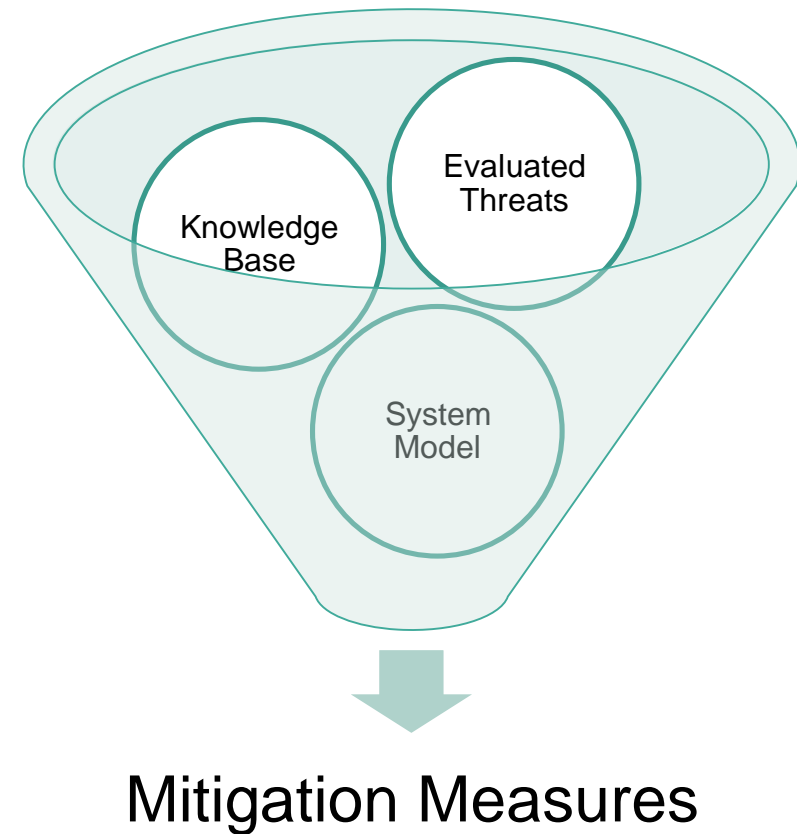 Evaluated
Threats
Knowledge
Base
System
Model
Mitigation Measures